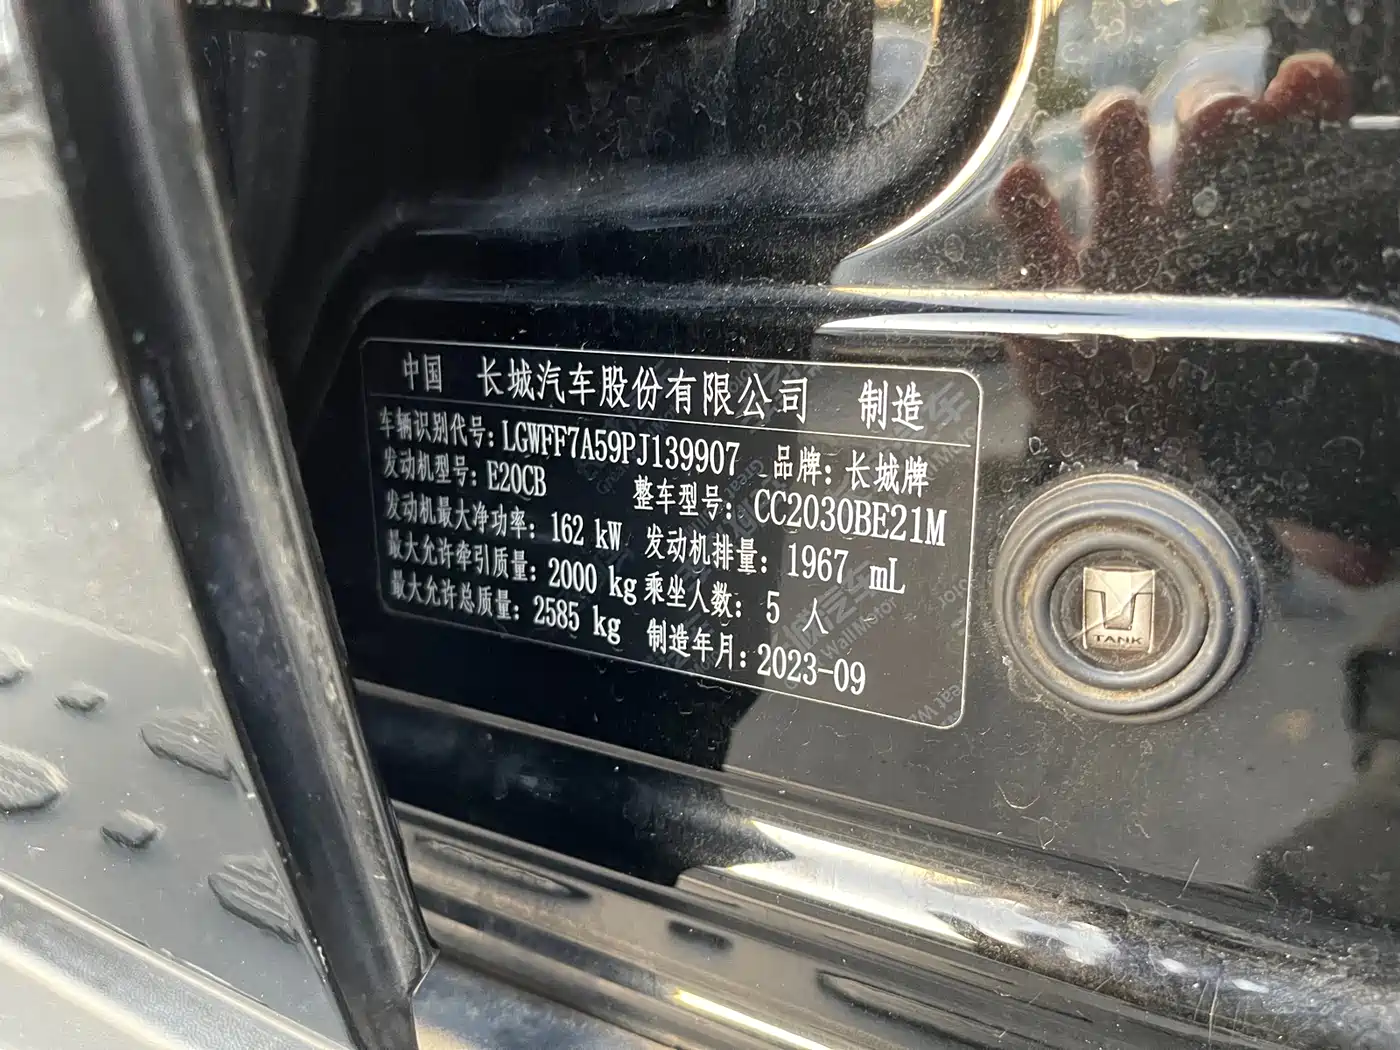 中国 长城汽车股份有限公司 制造
车辆识别代号: LGWFF7A59PJ139907 品牌: 长城牌
发动机型号: E20CB 整车型号: CC2030BE21M
发动机最大净功率: 162 kW 发动机排量: 1967 mL
最大允许牵引质量: 2000 kg 乘坐人数: 5 人
最大允许总质量: 2585 kg 制造年月: 2023-09
TANK